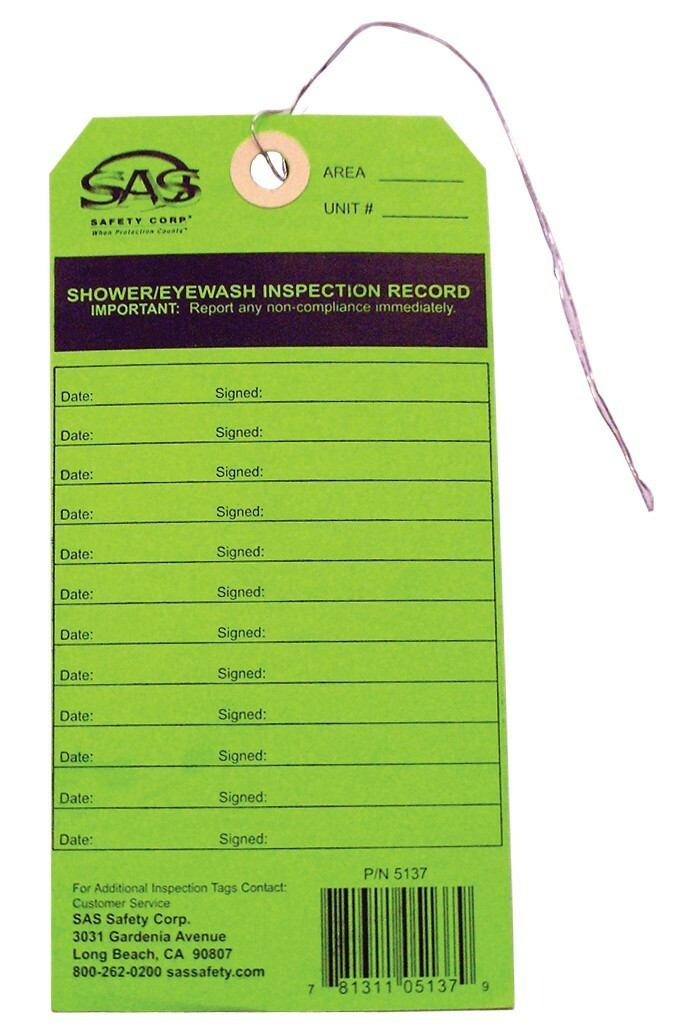 SAS
SAFETY CORP.®
When Protection Counts™
AREA
UNIT #
SHOWER/EYEWASH INSPECTION RECORD
IMPORTANT: Report any non-compliance immediately.
Date: Signed:
Date: Signed:
Date: Signed:
Date: Signed:
Date: Signed:
Date: Signed:
Date: Signed:
Date: Signed:
Date: Signed:
Date: Signed:
Date: Signed:
Date: Signed:
For Additional Inspection Tags Contact:
Customer Service
SAS Safety Corp.
3031 Gardenia Avenue
Long Beach, CA 90807
800-262-0200 sassafety.com
P/N 5137
7 81311 05137 9